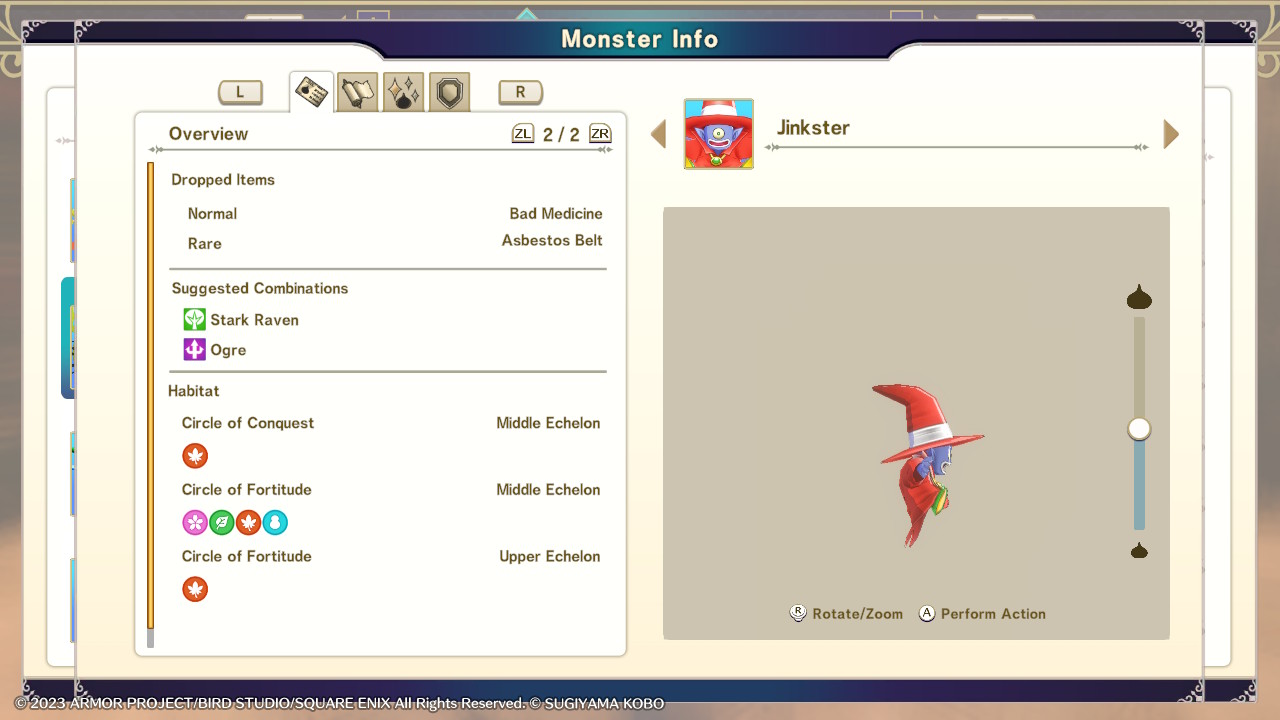 Monster Info
L
R
Overview
ZL 2 / 2 ZR
Jinkster
Dropped Items
Normal Bad Medicine
Rare Asbestos Belt
Suggested Combinations
Stark Raven
Ogre
Habitat
Circle of Conquest Middle Echelon
Circle of Fortitude Middle Echelon
Circle of Fortitude Upper Echelon
R Rotate/Zoom A Perform Action
© 2023 ARMOR PROJECT/BIRD STUDIO/SQUARE ENIX All Rights Reserved. © SUGIYAMA KOBO